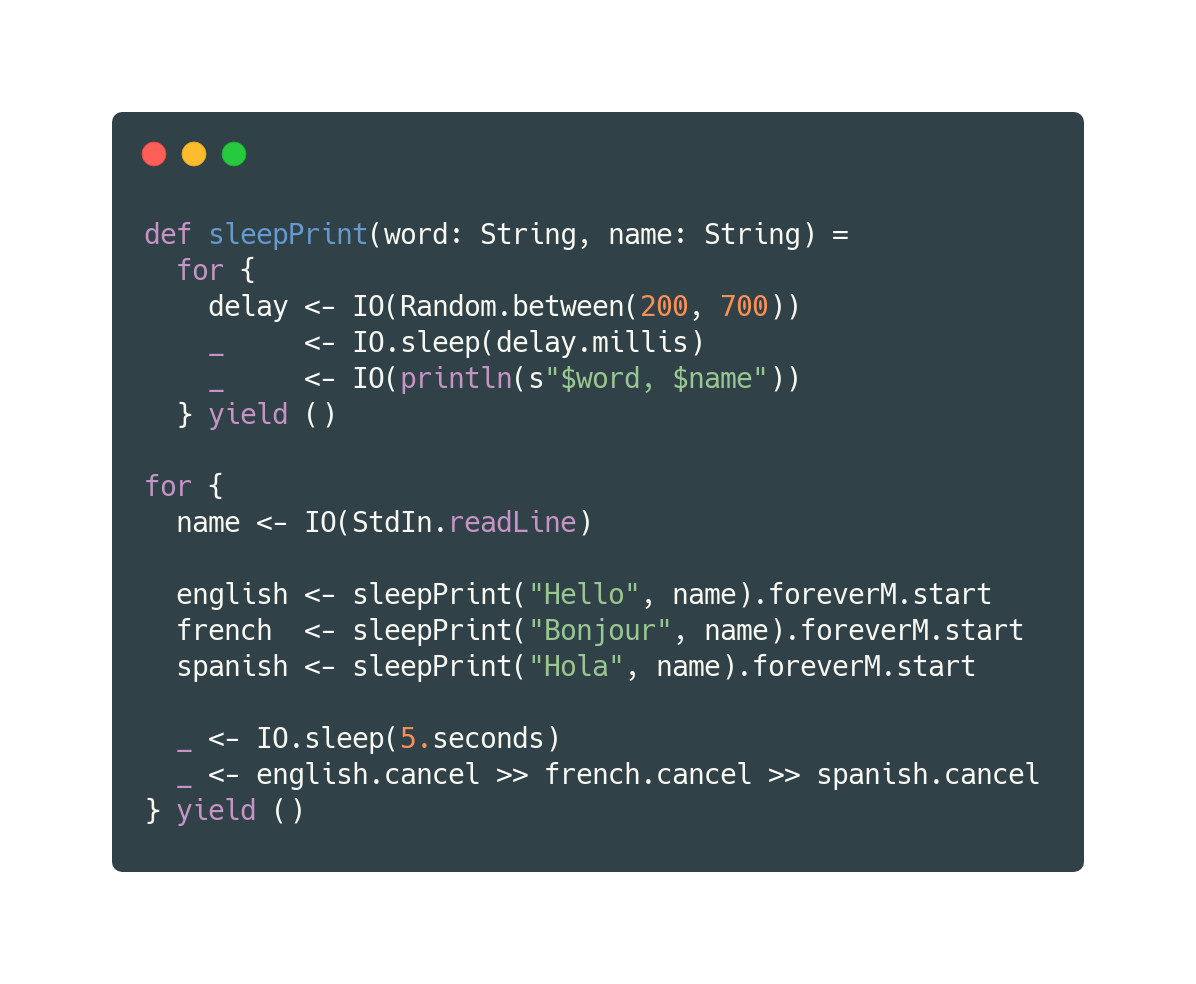 def sleepPrint(word: String, name: String) =
  for {
    delay <- IO(Random.between(200, 700))
    _     <- IO.sleep(delay.millis)
    _     <- IO(println(s"$word, $name"))
  } yield ()

for {
  name <- IO(StdIn.readLine)

  english <- sleepPrint("Hello", name).foreverM.start
  french  <- sleepPrint("Bonjour", name).foreverM.start
  spanish <- sleepPrint("Hola", name).foreverM.start

  _ <- IO.sleep(5.seconds)
  _ <- english.cancel >> french.cancel >> spanish.cancel
} yield ()